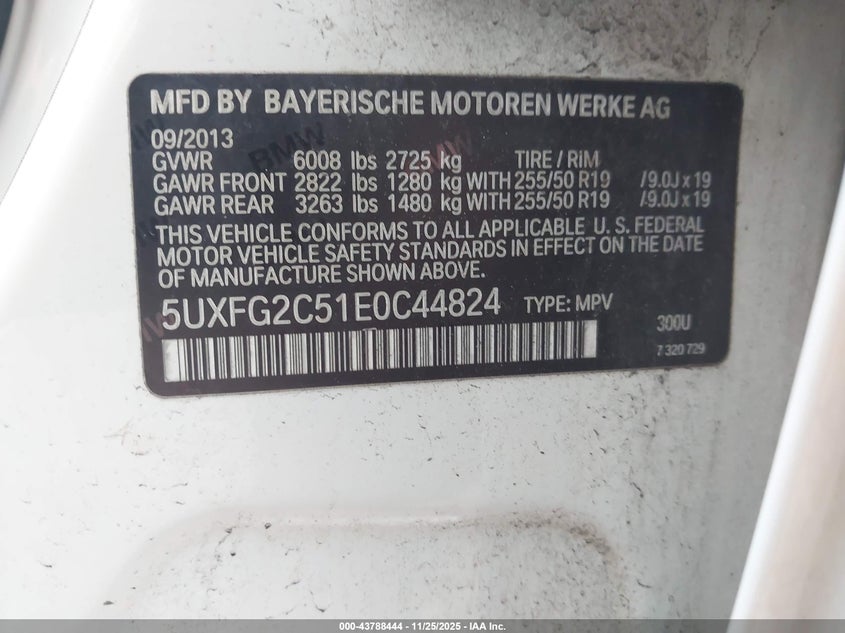 MFD BY BAYERISCHE MOTOREN WERKE AG
09/2013
GVWR 6008 lbs 2725 kg TIRE / RIM
GAWR FRONT 2822 lbs 1280 kg WITH 255/50 R19 /9.0J x 19
GAWR REAR 3263 lbs 1480 kg WITH 255/50 R19 /9.0J x 19
THIS VEHICLE CONFORMS TO ALL APPLICABLE U. S. FEDERAL
MOTOR VEHICLE SAFETY STANDARDS IN EFFECT ON THE DATE
OF MANUFACTURE SHOWN ABOVE.
5UXFG2C51E0C44824 TYPE: MPV
300U
7 320 729
000-43788444 - 11/25/2025 - IAA Inc.